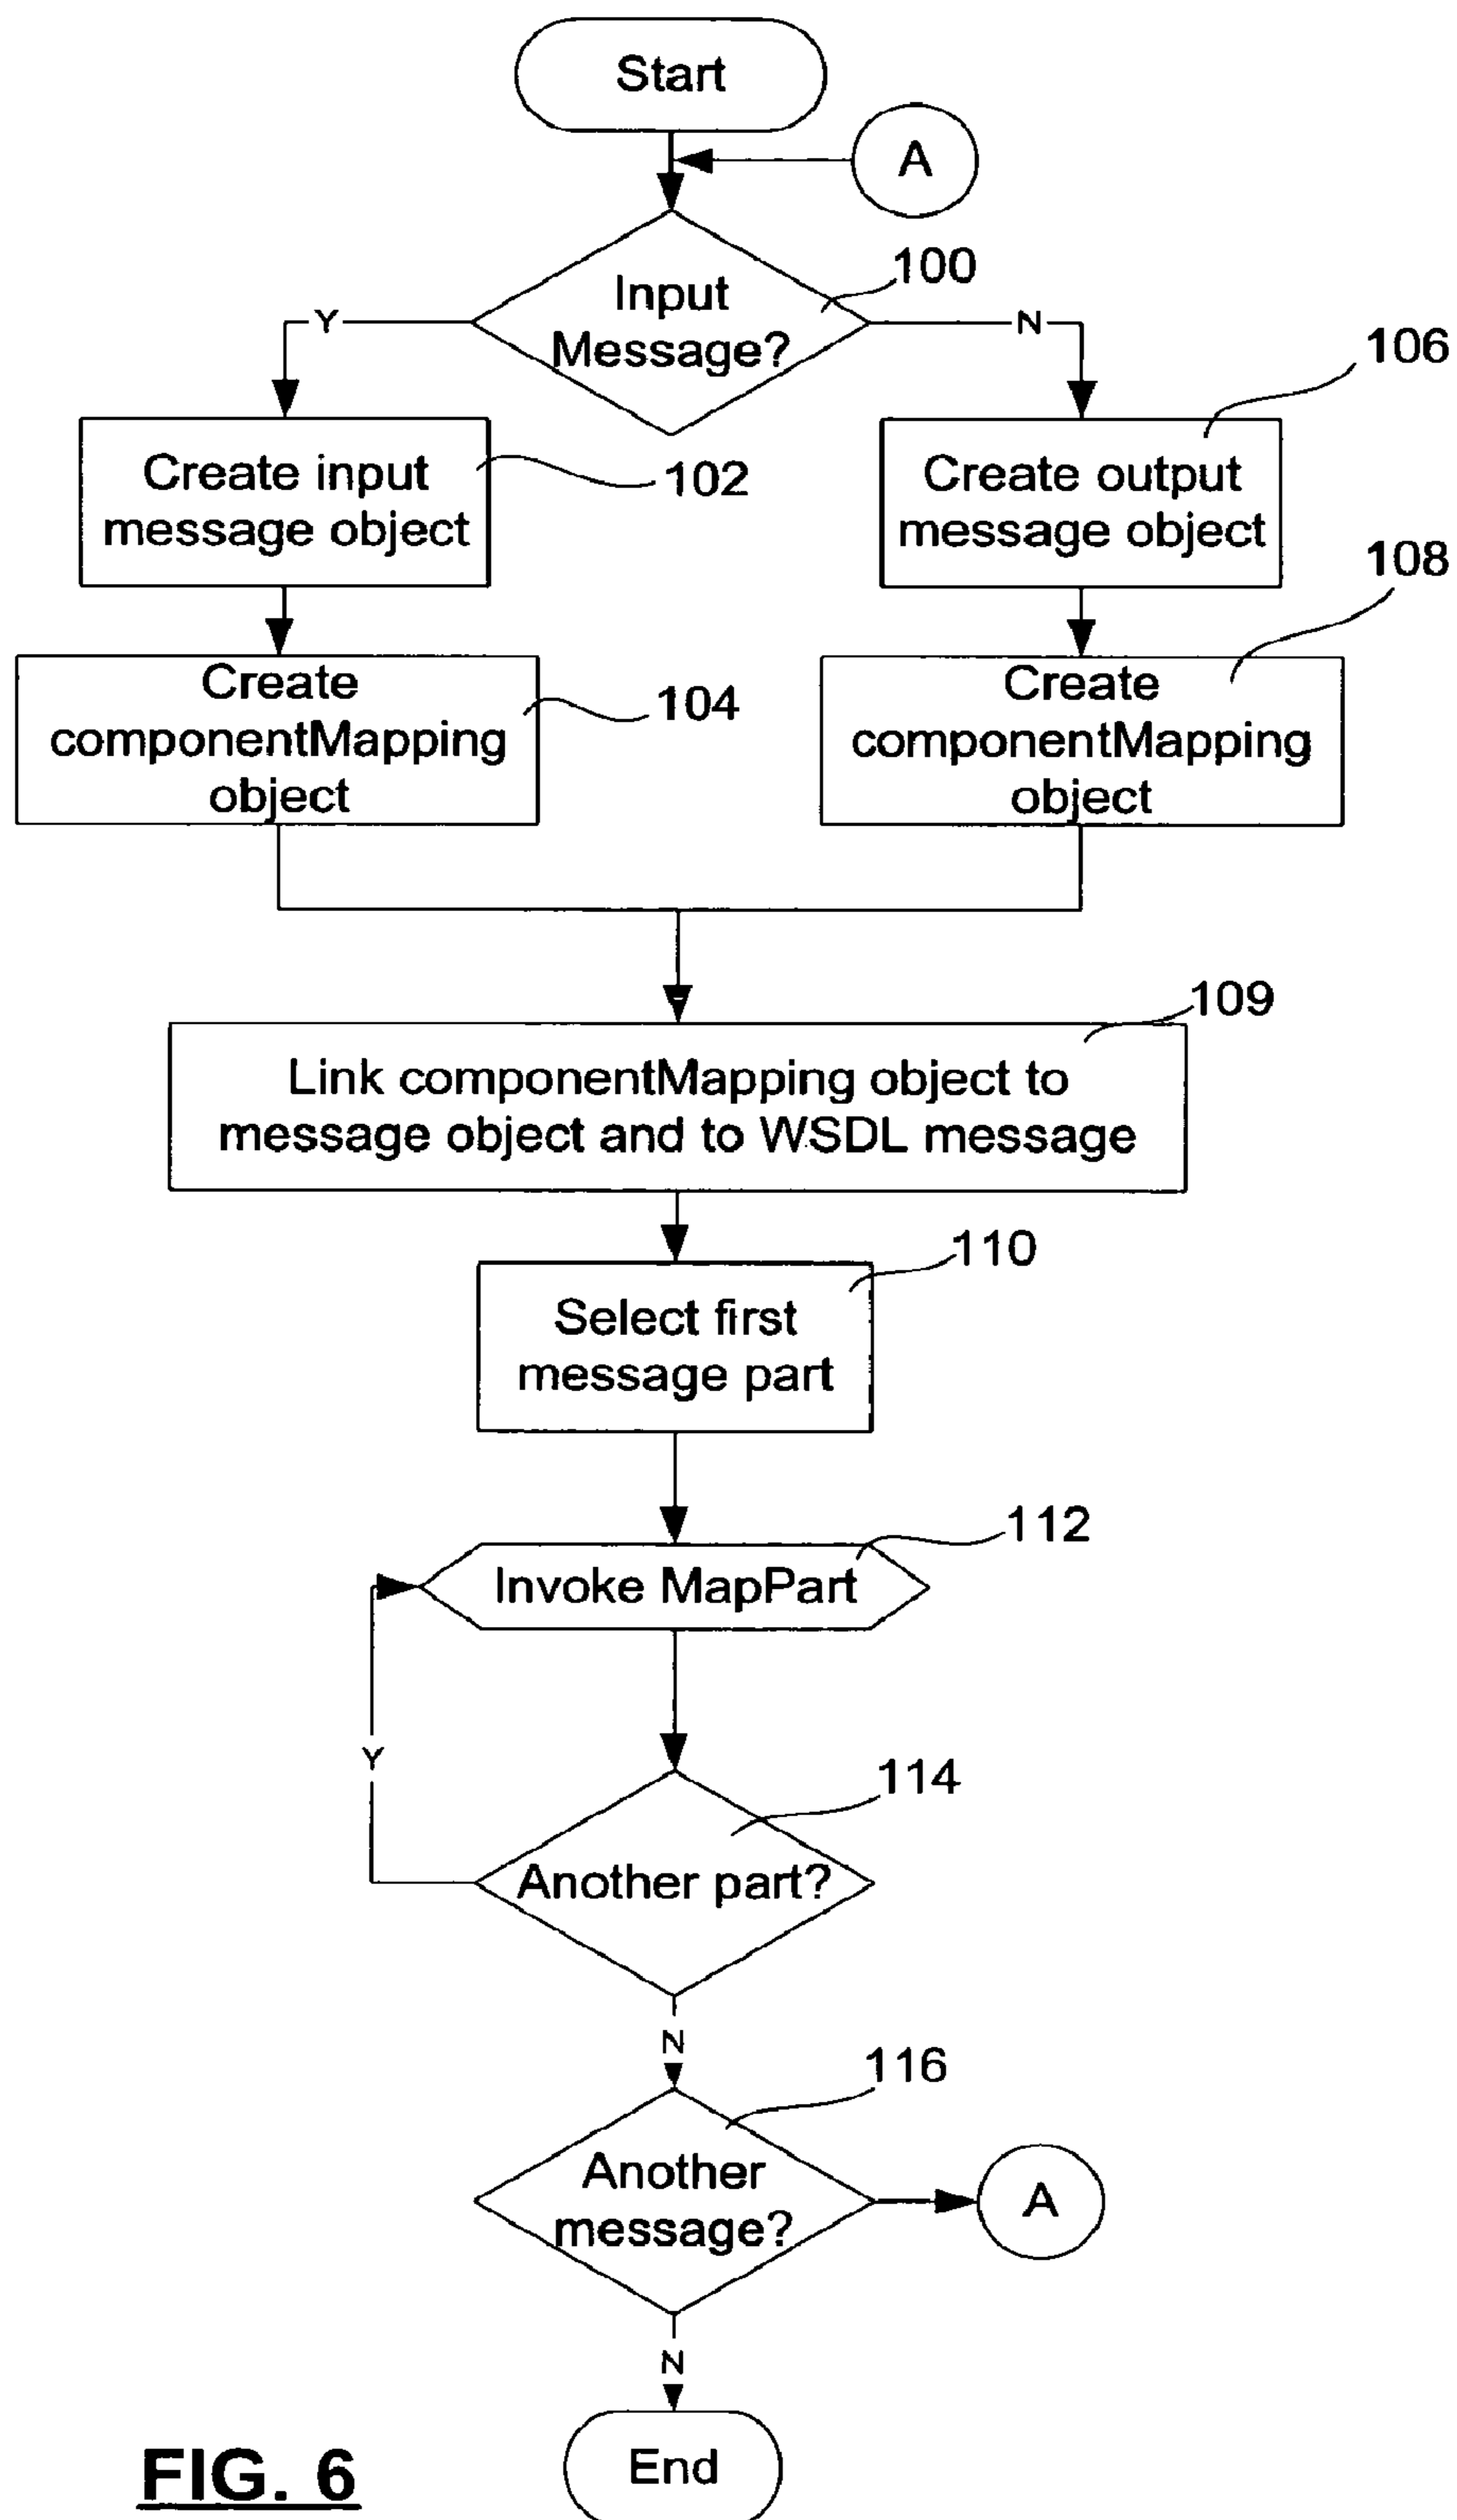 Start
A
Input
Message?
100
Y
N
106
Create input
message object
102
Create output
message object
108
Create
componentMapping
object
104
Create
componentMapping
object
109
Link componentMapping object to
message object and to WSDL message
110
Select first
message part
112
Invoke MapPart
Y
114
Another part?
N
116
Another
message?
A
N
End
FIG. 6